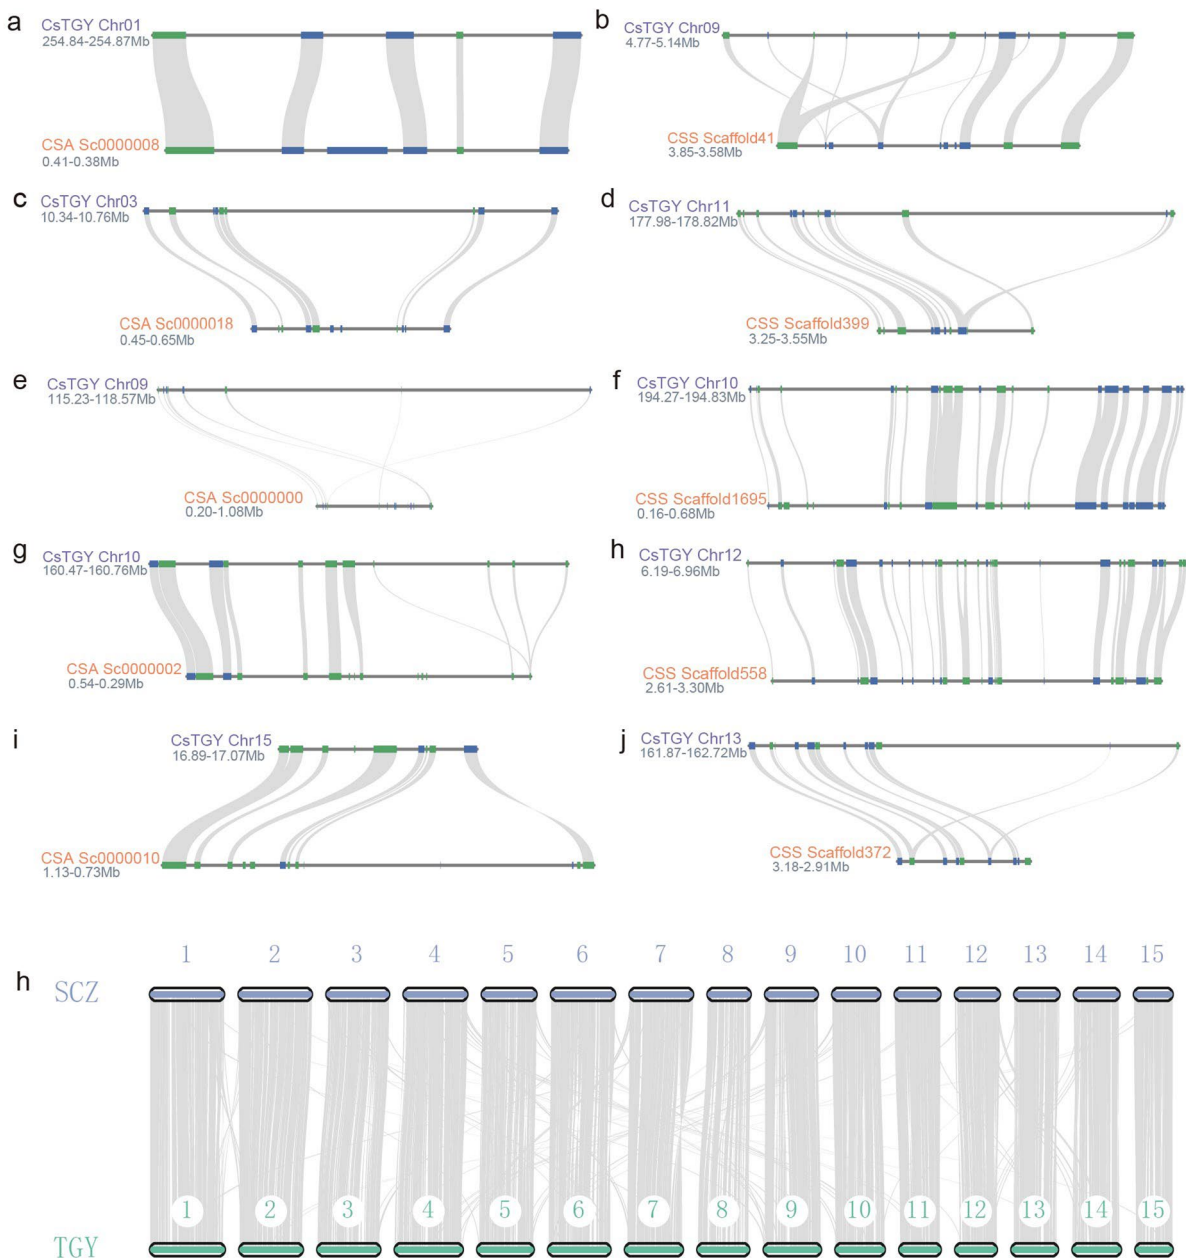 a
CsTGY Chr01
254.84-254.87Mb
CSA Sc0000008
0.41-0.38Mb
b
CsTGY Chr09
4.77-5.14Mb
CSS Scaffold41
3.85-3.58Mb
c
CsTGY Chr03
10.34-10.76Mb
CSA Sc0000018
0.45-0.65Mb
d
CsTGY Chr11
177.98-178.82Mb
CSS Scaffold399
3.25-3.55Mb
e
CsTGY Chr09
115.23-118.57Mb
CSA Sc0000000
0.20-1.08Mb
f
CsTGY Chr10
194.27-194.83Mb
CSS Scaffold1695
0.16-0.68Mb
g
CsTGY Chr10
160.47-160.76Mb
CSA Sc0000002
0.54-0.29Mb
h
CsTGY Chr12
6.19-6.96Mb
CSS Scaffold558
2.61-3.30Mb
i
CsTGY Chr15
16.89-17.07Mb
CSA Sc0000010
1.13-0.73Mb
j
CsTGY Chr13
161.87-162.72Mb
CSS Scaffold372
3.18-2.91Mb
h
1 2 3 4 5 6 7 8 9 10 11 12 13 14 15
SCZ
1 2 3 4 5 6 7 8 9 10 11 12 13 14 15
TGY